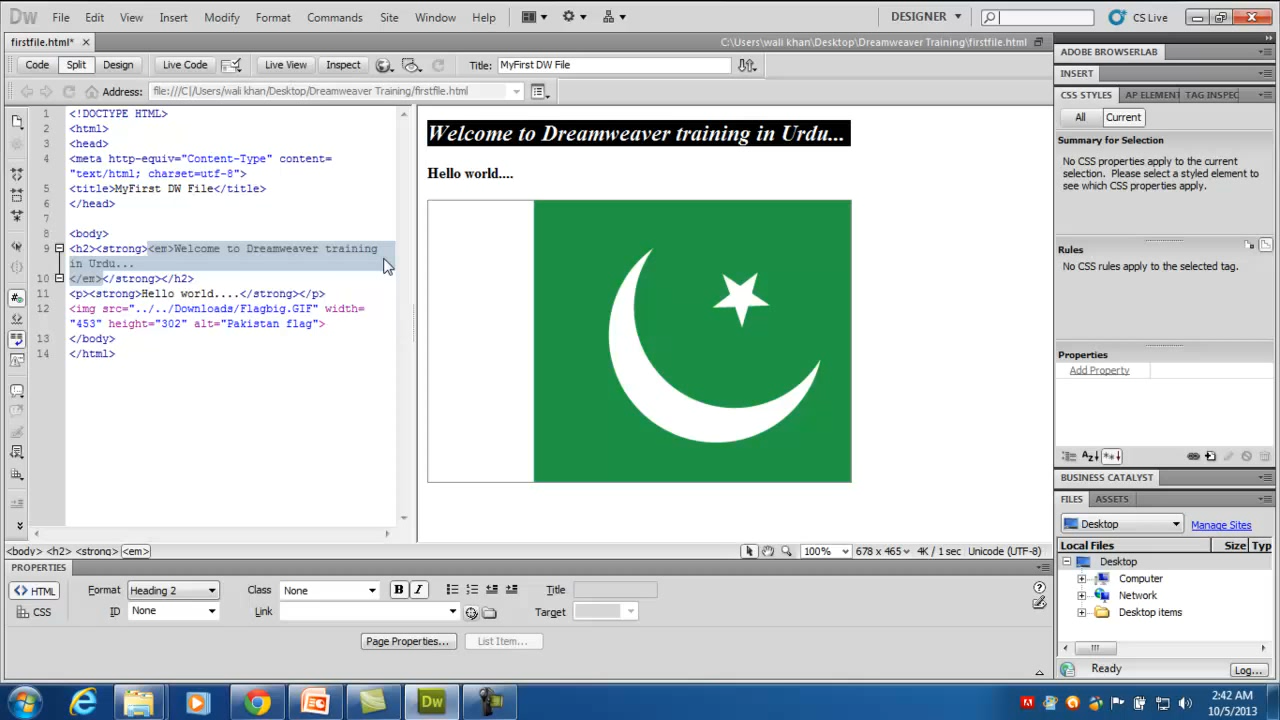 Dw File Edit View Insert Modify Format Commands Site Window Help DESIGNER CS Live
firstfile.html* C:\Users\wali khan\Desktop\Dreamweaver Training\firstfile.html
Code Split Design Live Code Live View Inspect Title: MyFirst DW File
Address: file:///C|/Users/wali khan/Desktop/Dreamweaver Training/firstfile.html
1 <!DOCTYPE HTML>
2 <html>
3 <head>
4 <meta http-equiv="Content-Type" content=
"text/html; charset=utf-8">
5 <title>MyFirst DW File</title>
6 </head>
7
8 <body>
9 <h2><strong><em>Welcome to Dreamweaver training
in Urdu...
10 </em></strong></h2>
11 <p><strong>Hello world....</strong></p>
12 <img src="../../Downloads/Flagbig.GIF" width=
"453" height="302" alt="Pakistan flag">
13 </body>
14 </html>
Welcome to Dreamweaver training in Urdu...
Hello world....
ADOBE BROWSERLAB
INSERT
CSS STYLES AP ELEMENT TAG INSPEC
All Current
Summary for Selection
No CSS properties apply to the current
selection. Please select a styled element to
see which CSS properties apply.
Rules
No CSS rules apply to the selected tag.
Properties
Add Property
BUSINESS CATALYST
FILES ASSETS
Desktop Manage Sites
Local Files Size Typ
Desktop
Computer
Network
Desktop items
Ready Log...
<body> <h2> <strong> <em> 100% 678 x 465 4K / 1 sec Unicode (UTF-8)
PROPERTIES
<> HTML Format Heading 2 Class None B I Title
CSS ID None Link Target
Page Properties... List Item...
Dw
2:42 AM
10/5/2013